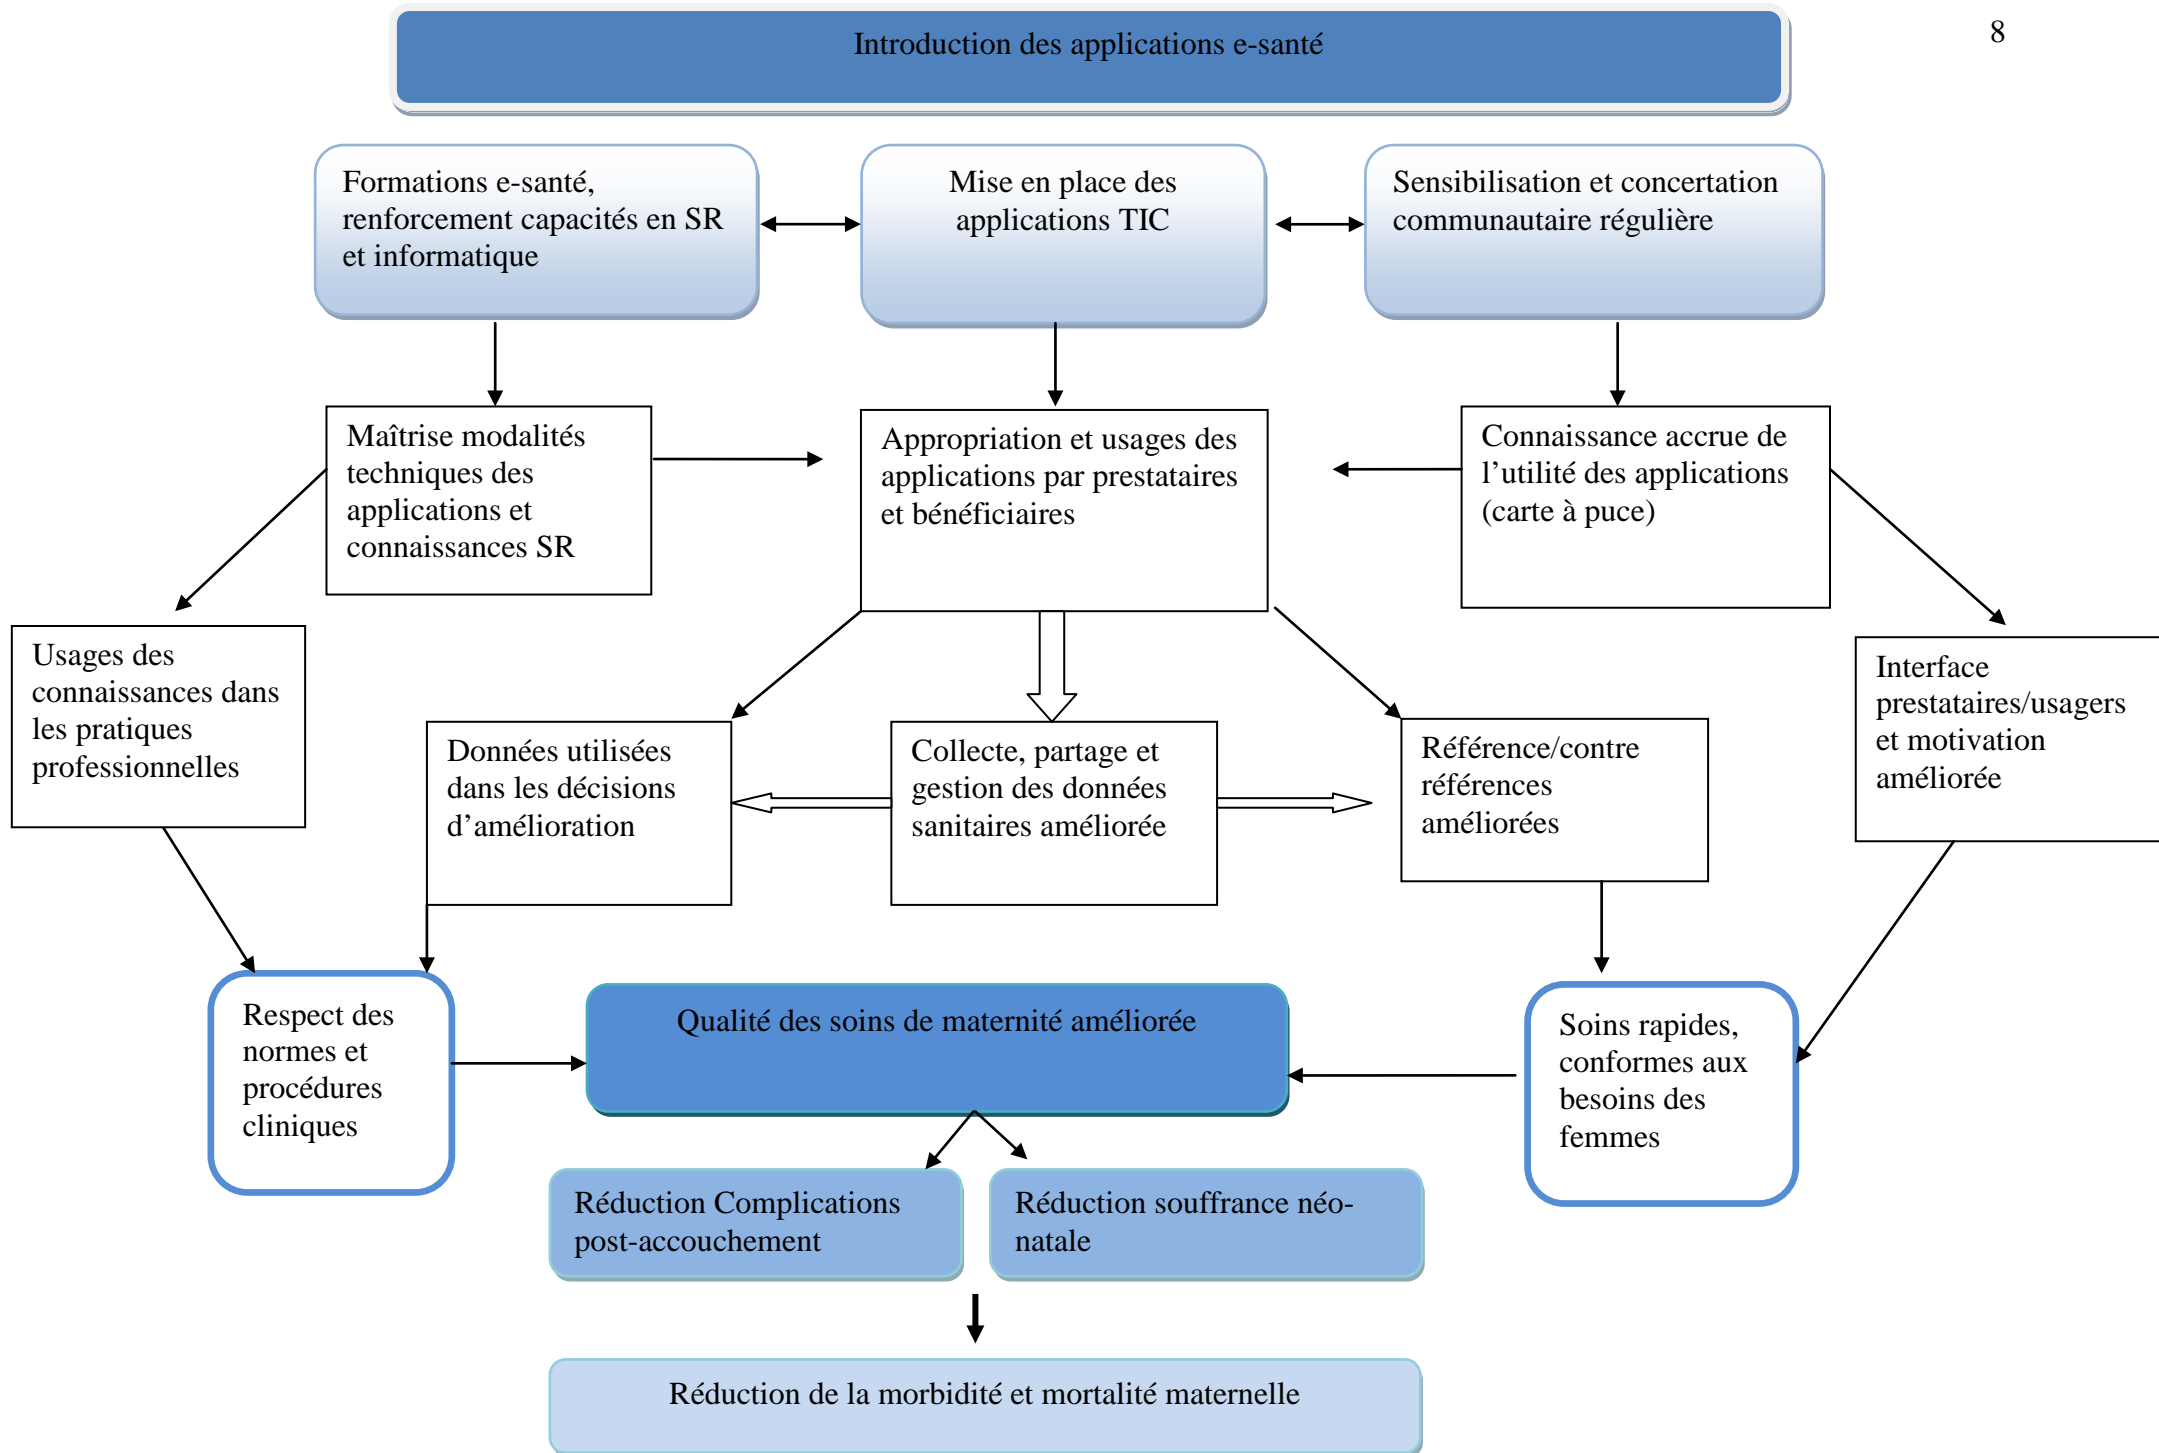 8
Introduction des applications e-santé
Formations e-santé,
renforcement capacités en SR
et informatique
Mise en place des
applications TIC
Sensibilisation et concertation
communautaire régulière
Maîtrise modalités
techniques des
applications et
connaissances SR
Appropriation et usages des
applications par prestataires
et bénéficiaires
Connaissance accrue de
l’utilité des applications
(carte à puce)
Usages des
connaissances dans
les pratiques
professionnelles
Données utilisées
dans les décisions
d’amélioration
Collecte, partage et
gestion des données
sanitaires améliorée
Référence/contre
références
améliorées
Interface
prestataires/usagers
et motivation
améliorée
Respect des
normes et
procédures
cliniques
Qualité des soins de maternité améliorée
Soins rapides,
conformes aux
besoins des
femmes
Réduction Complications
post-accouchement
Réduction souffrance néo-
natale
Réduction de la morbidité et mortalité maternelle